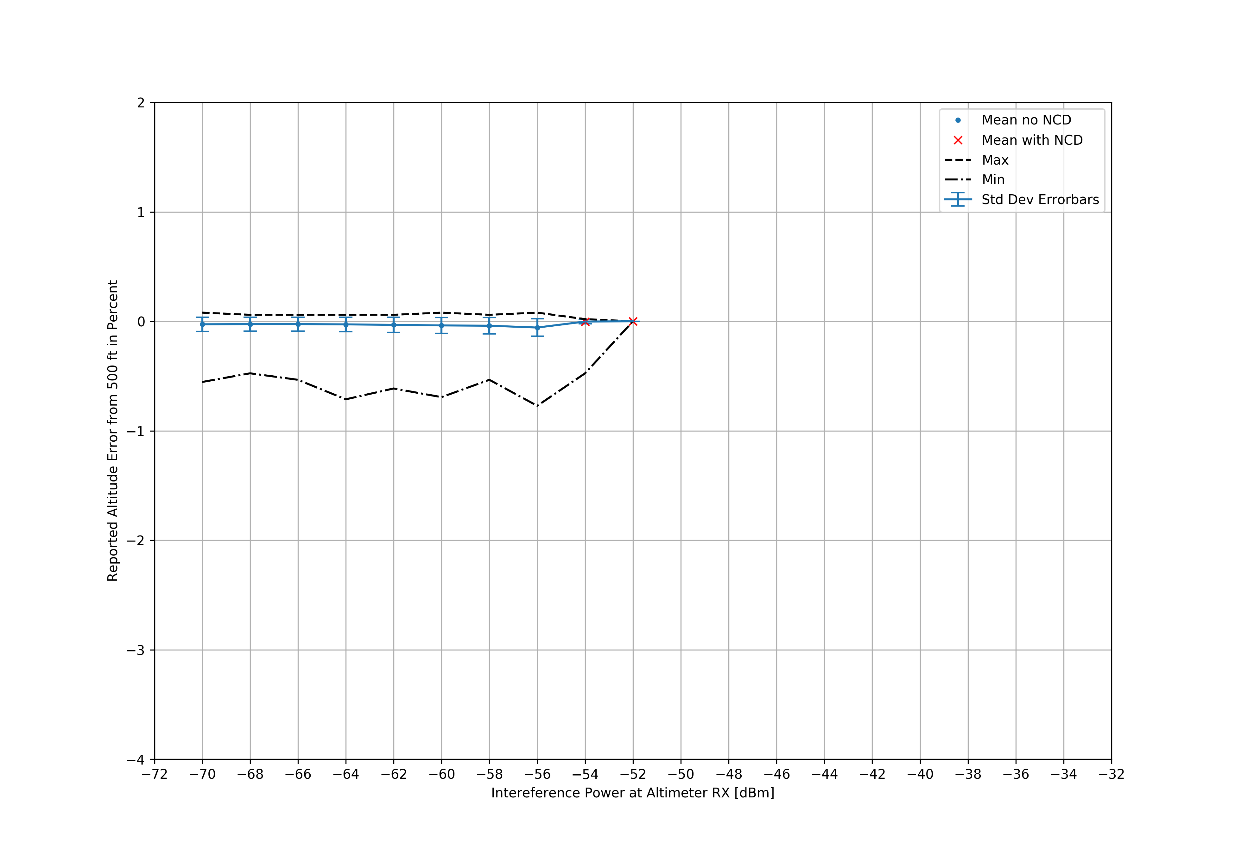 2
1
0
−1
−2
−3
−4
Reported Altitude Error from 500 ft in Percent
Mean no NCD
Mean with NCD
Max
Min
Std Dev Errorbars
−72 −70 −68 −66 −64 −62 −60 −58 −56 −54 −52 −50 −48 −46 −44 −42 −40 −38 −36 −34 −32
Intereference Power at Altimeter RX [dBm]